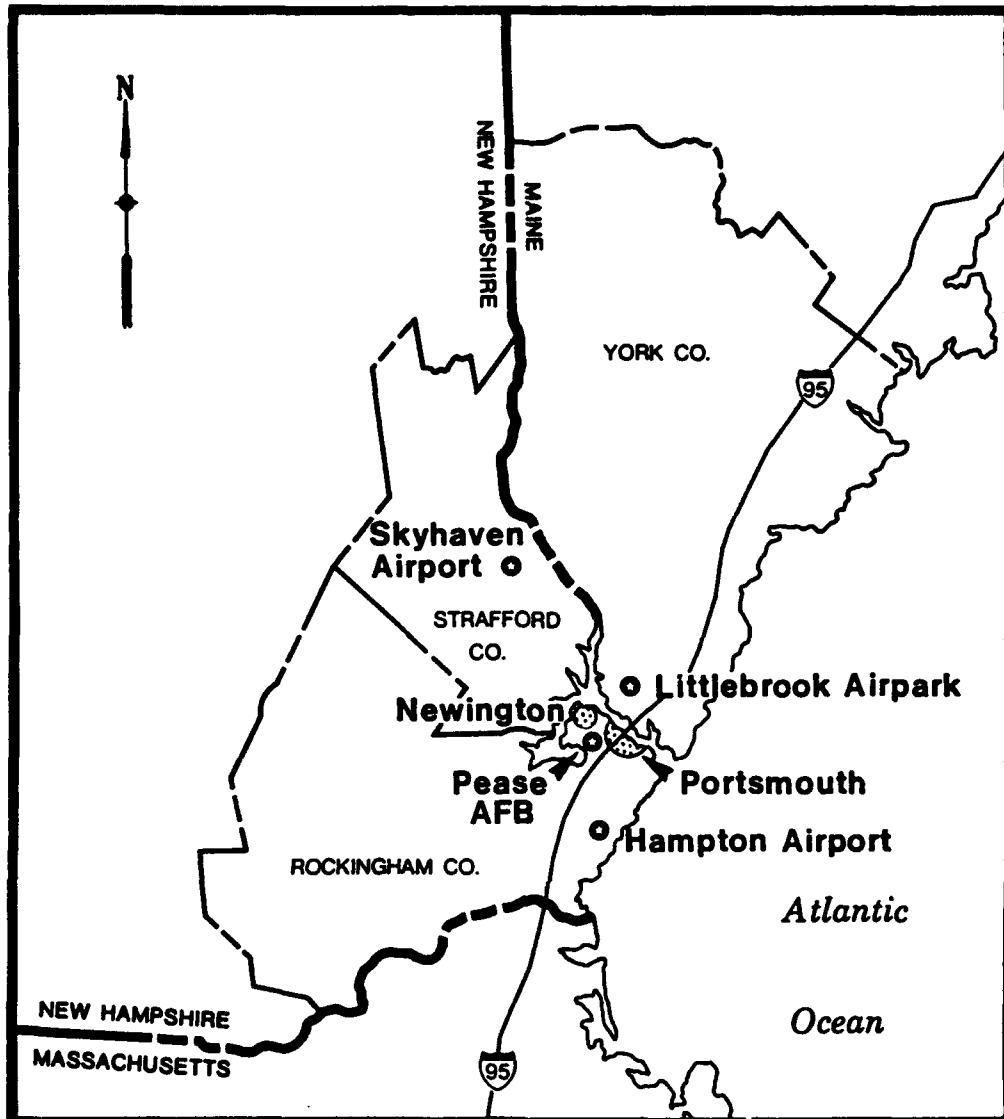 N
NEW HAMPSHIRE
MAINE
YORK CO.
95
Skyhaven
Airport
STRAFFORD
CO.
Littlebrook Airpark
Newington
Pease
AFB
Portsmouth
Hampton Airport
ROCKINGHAM CO.
Atlantic
Ocean
NEW HAMPSHIRE
MASSACHUSETTS
95